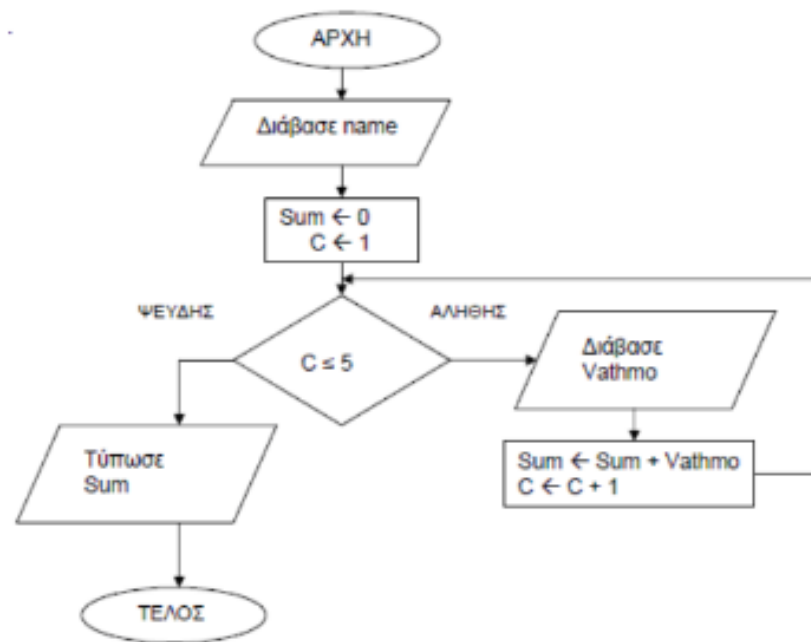 ΑΡΧΗ
Διάβασε name
Sum ← 0
C ← 1
ΨΕΥΔΗΣ
ΑΛΗΘΗΣ
C ≤ 5
Διάβασε
Vathmo
Τύπωσε
Sum
Sum ← Sum + Vathmo
C ← C + 1
ΤΕΛΟΣ